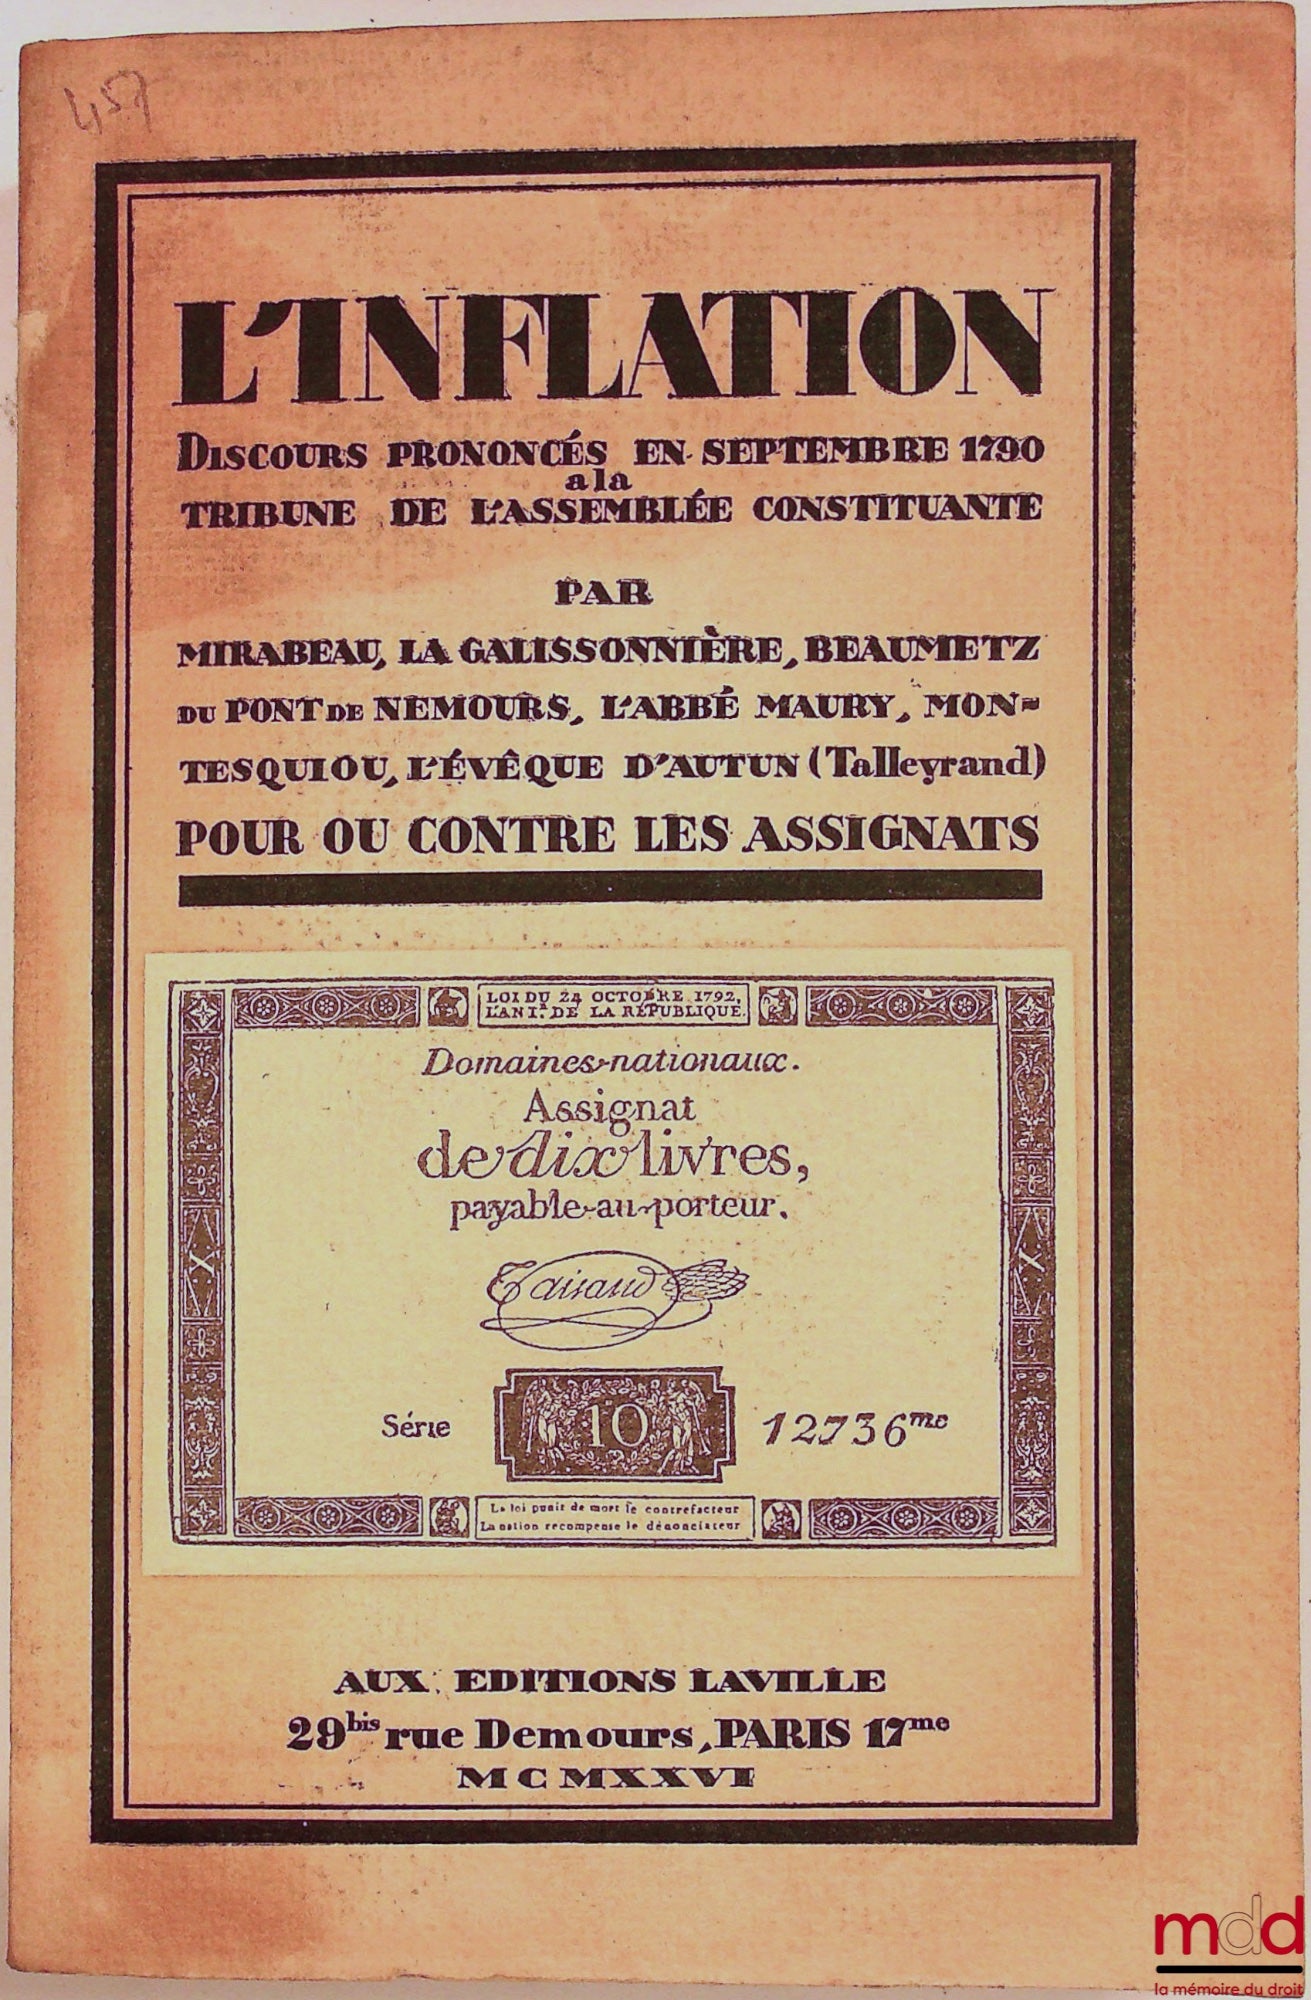 457
L'INFLATION
DISCOURS PRONONCÉS EN SEPTEMBRE 1790
a la
TRIBUNE DE L'ASSEMBLÉE CONSTITUANTE
PAR
MIRABEAU, LA GALISSONNIÈRE, BEAUMETZ
DU PONT DE NEMOURS, L'ABBÉ MAURY, MON-
TESQUIOU, L'ÉVÊQUE D'AUTUN (Talleyrand)
POUR OU CONTRE LES ASSIGNATS
LOI DU 24 OCTOBRE 1792,
L'AN I.er DE LA RÉPUBLIQUE.
Domaines nationaux.
Assignat
de dix livres,
payable au porteur.
Taisaud
X X
Série 10 12736me
La loi punit de mort le contrefacteur
La nation recompense le dénonciateur
AUX EDITIONS LAVILLE
29bis rue Demours, PARIS 17me
MCMXXVI
mdd
la mémoire du droit